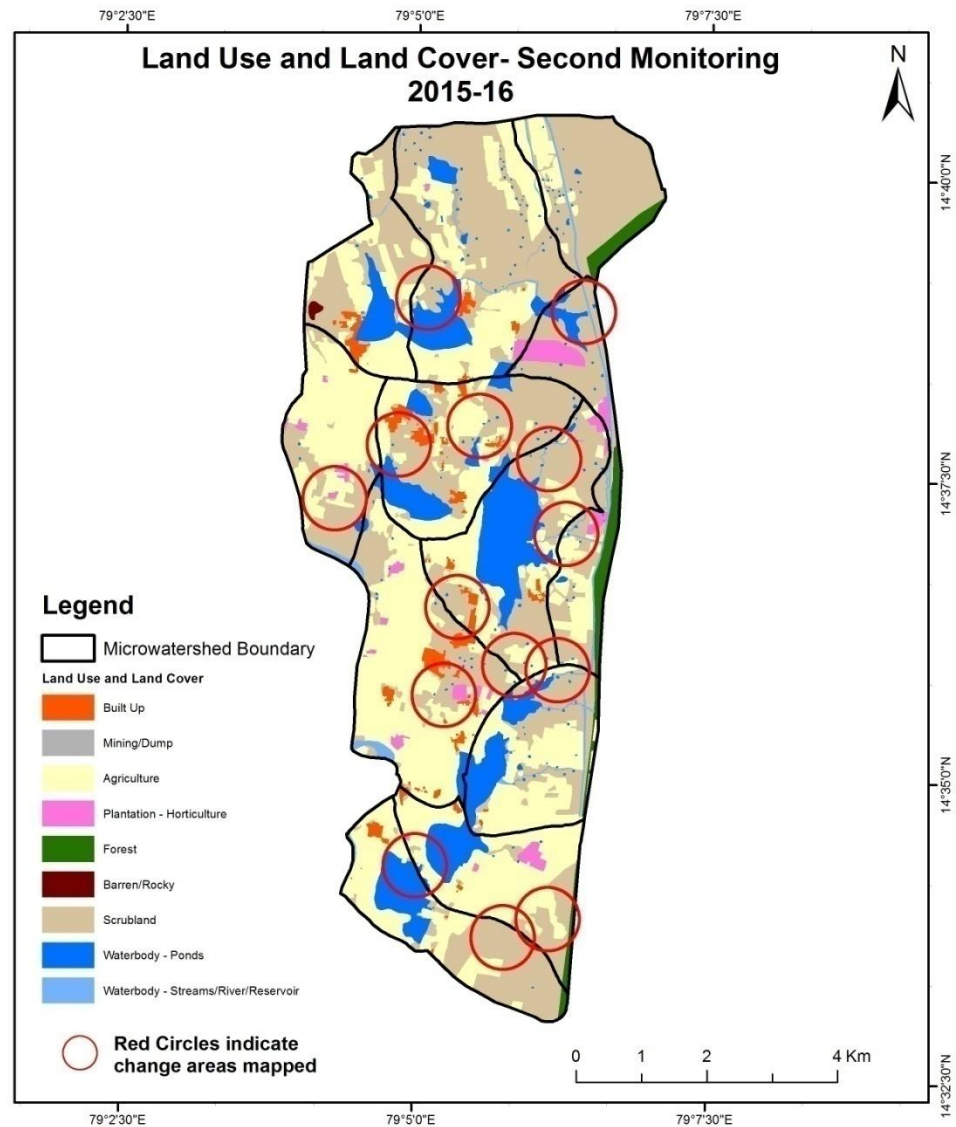 79°2'30"E
79°5'0"E
79°7'30"E
Land Use and Land Cover- Second Monitoring
2015-16
N
14°40'0"N
14°37'30"N
14°35'0"N
14°32'30"N
Legend
Microwatershed Boundary
Land Use and Land Cover
Built Up
Mining/Dump
Agriculture
Plantation - Horticulture
Forest
Barren/Rocky
Scrubland
Waterbody - Ponds
Waterbody - Streams/River/Reservoir
Red Circles indicate
change areas mapped
0 1 2 4 Km
79°2'30"E
79°5'0"E
79°7'30"E